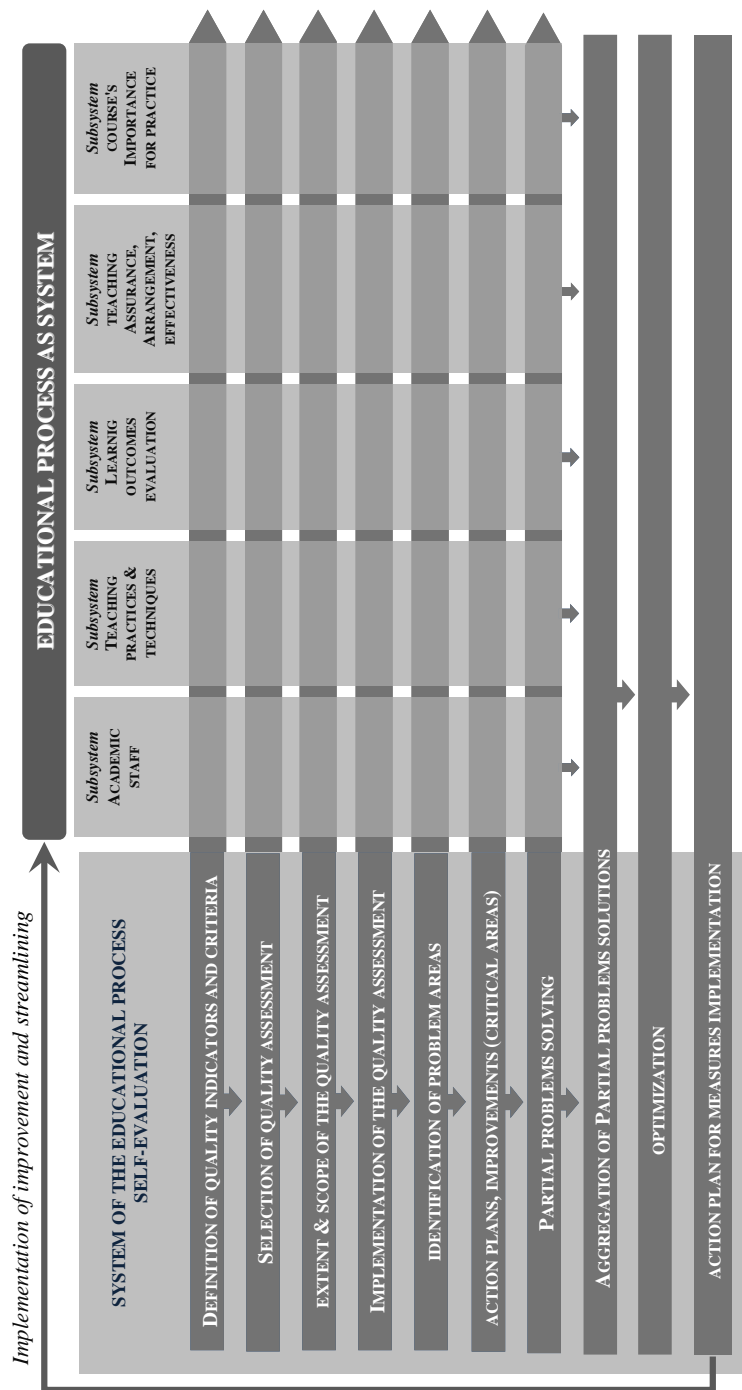 Implementation of improvement and streamlining
EDUCATIONAL PROCESS AS SYSTEM
SYSTEM OF THE EDUCATIONAL PROCESS
SELF-EVALUATION
Subsystem
ACADEMIC
STAFF
Subsystem
TEACHING
PRACTICES &
TECHNIQUES
Subsystem
LEARNIG
OUTCOMES
EVALUATION
Subsystem
TEACHING
ASSURANCE,
ARRANGEMENT,
EFFECTIVENESS
Subsystem
COURSE'S
IMPORTANCE
FOR PRACTICE
DEFINITION OF QUALITY INDICATORS AND CRITERIA
SELECTION OF QUALITY ASSESSMENT
EXTENT & SCOPE OF THE QUALITY ASSESSMENT
IMPLEMENTATION OF THE QUALITY ASSESSMENT
IDENTIFICATION OF PROBLEM AREAS
ACTION PLANS, IMPROVEMENTS (CRITICAL AREAS)
PARTIAL PROBLEMS SOLVING
AGGREGATION OF PARTIAL PROBLEMS SOLUTIONS
OPTIMIZATION
ACTION PLAN FOR MEASURES IMPLEMENTATION